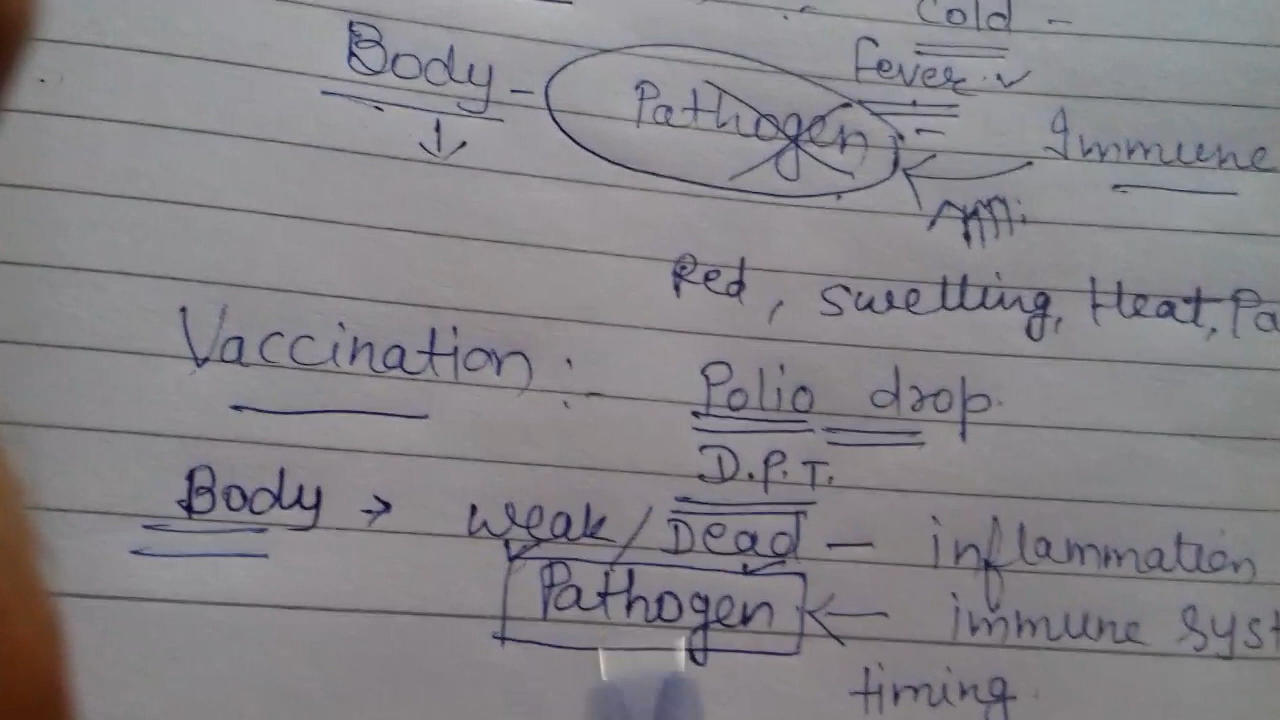 Cold -
Fever.
Body - Pathogen
Immune
Red, Swelling, Heat, Pa
Vaccination :- Polio drop.
D.P.T.
Body → Weak/Dead - inflammation
Pathogen ← immune syst
timing.